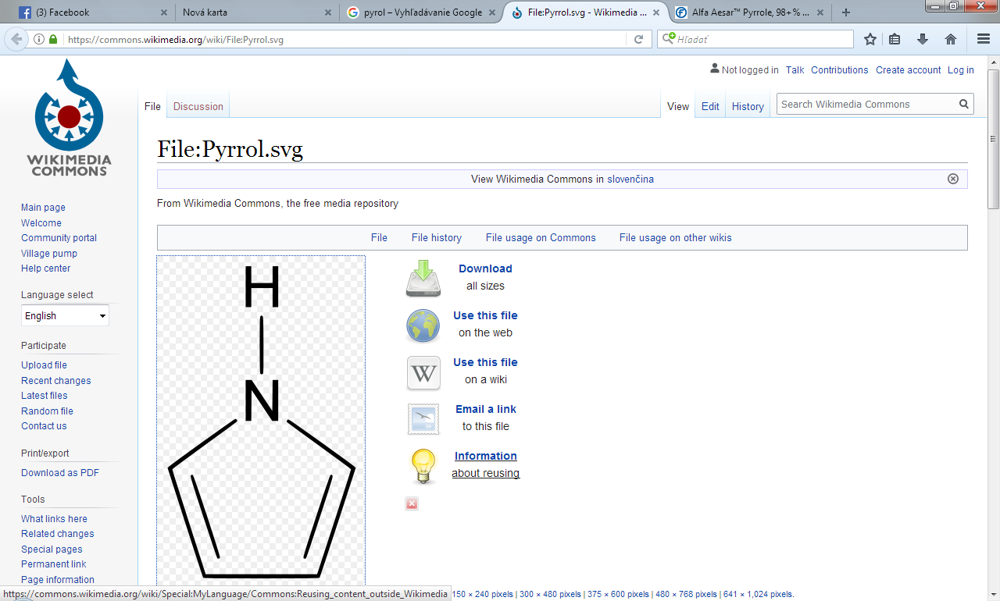 (3) Facebook
Nová karta
pyrol – Vyhľadávanie Google
File:Pyrrol.svg - Wikimedia ...
Alfa Aesar™ Pyrrole, 98+% ...
https://commons.wikimedia.org/wiki/File:Pyrrol.svg
Hľadať
Not logged in Talk Contributions Create account Log in
File Discussion View Edit History Search Wikimedia Commons
WIKIMEDIA
COMMONS
File:Pyrrol.svg
View Wikimedia Commons in slovenčina
From Wikimedia Commons, the free media repository
File File history File usage on Commons File usage on other wikis
Main page
Welcome
Community portal
Village pump
Help center
Language select
English
Participate
Upload file
Recent changes
Latest files
Random file
Contact us
Print/export
Download as PDF
Tools
What links here
Related changes
Special pages
Permanent link
Page information
H
N
Download
all sizes
Use this file
on the web
W
Use this file
on a wiki
Email a link
to this file
Information
about reusing
https://commons.wikimedia.org/wiki/Special:MyLanguage/Commons:Reusing_content_outside_Wikimedia
150 × 240 pixels | 300 × 480 pixels | 375 × 600 pixels | 480 × 768 pixels | 641 × 1,024 pixels.